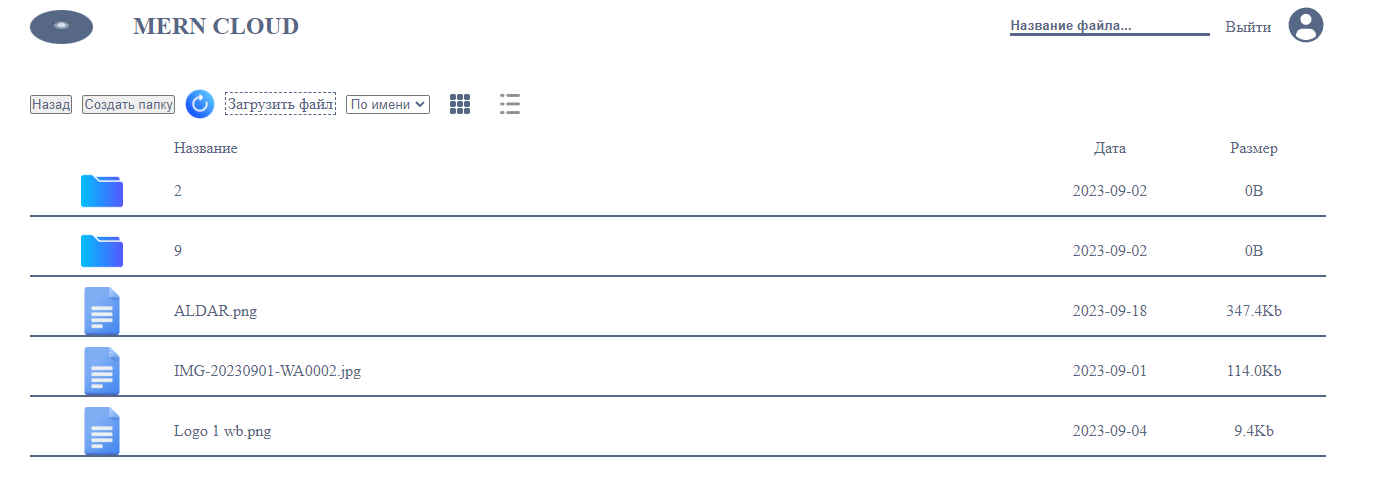 MERN CLOUD Название файла... Выйти
Назад Создать папку Загрузить файл По имени
Название Дата Размер
2 2023-09-02 0B
9 2023-09-02 0B
ALDAR.png 2023-09-18 347.4Kb
IMG-20230901-WA0002.jpg 2023-09-01 114.0Kb
Logo 1 wb.png 2023-09-04 9.4Kb